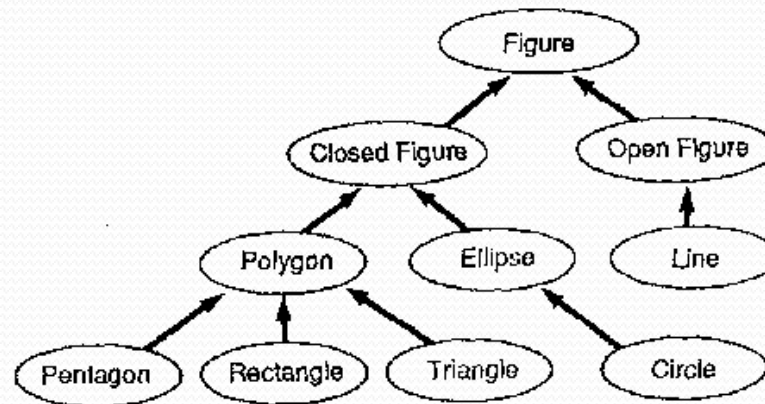 Figure
Closed Figure
Open Figure
Polygon
Ellipse
Line
Pentagon
Rectangle
Triangle
Circle